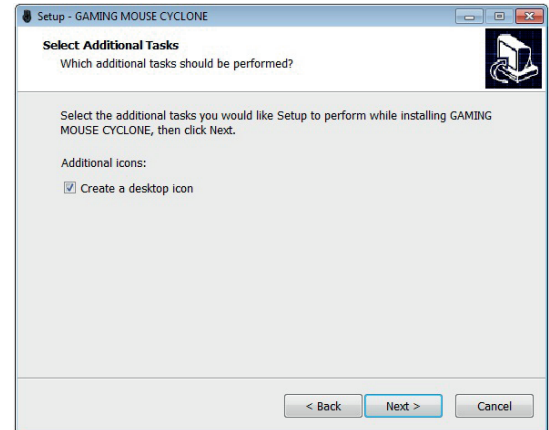 Setup - GAMING MOUSE CYCLONE
Select Additional Tasks
Which additional tasks should be performed?
Select the additional tasks you would like Setup to perform while installing GAMING
MOUSE CYCLONE, then click Next.
Additional icons:
Create a desktop icon
< Back Next > Cancel